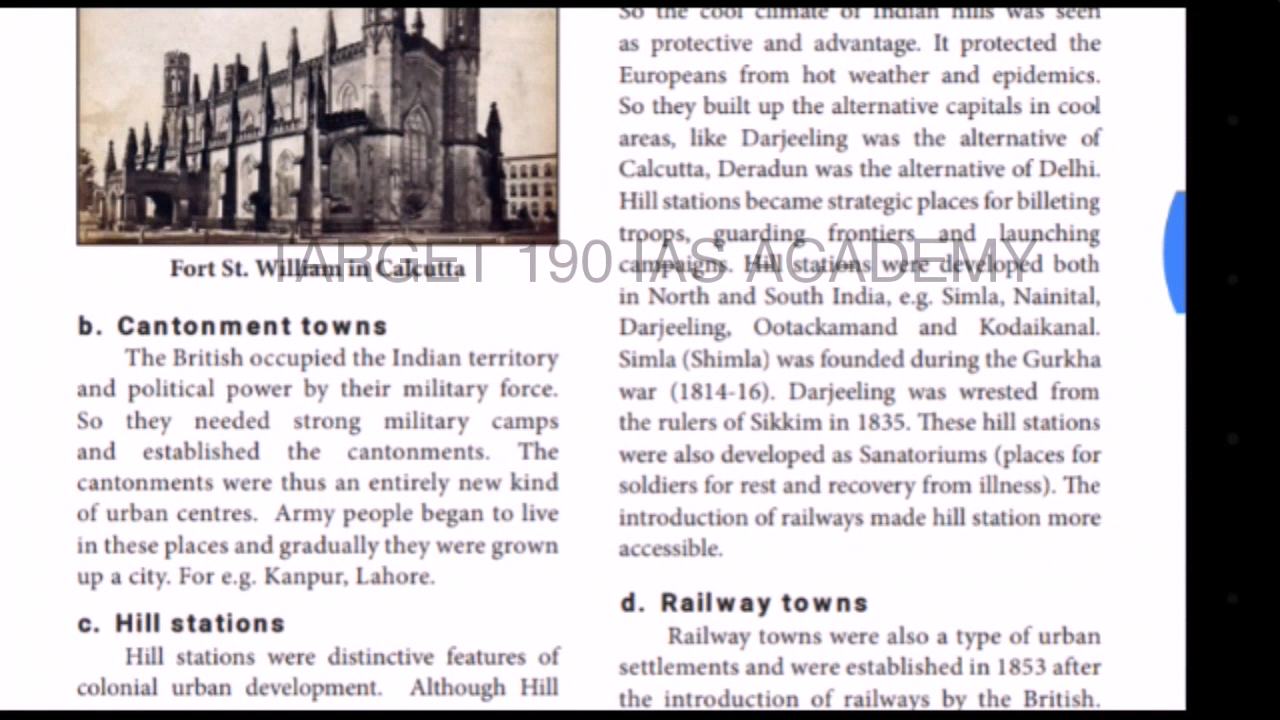 Fort St. William in Calcutta
TARGET 190 IAS ACADEMY
b. Cantonment towns
The British occupied the Indian territory
and political power by their military force.
So they needed strong military camps
and established the cantonments. The
cantonments were thus an entirely new kind
of urban centres. Army people began to live
in these places and gradually they were grown
up a city. For e.g. Kanpur, Lahore.
c. Hill stations
Hill stations were distinctive features of
colonial urban development. Although Hill
So the cool climate of Indian hills was seen
as protective and advantage. It protected the
Europeans from hot weather and epidemics.
So they built up the alternative capitals in cool
areas, like Darjeeling was the alternative of
Calcutta, Deradun was the alternative of Delhi.
Hill stations became strategic places for billeting
troops, guarding frontiers and launching
campaigns. Hill stations were developed both
in North and South India, e.g. Simla, Nainital,
Darjeeling, Ootackamand and Kodaikanal.
Simla (Shimla) was founded during the Gurkha
war (1814-16). Darjeeling was wrested from
the rulers of Sikkim in 1835. These hill stations
were also developed as Sanatoriums (places for
soldiers for rest and recovery from illness). The
introduction of railways made hill station more
accessible.
d. Railway towns
Railway towns were also a type of urban
settlements and were established in 1853 after
the introduction of railways by the British.